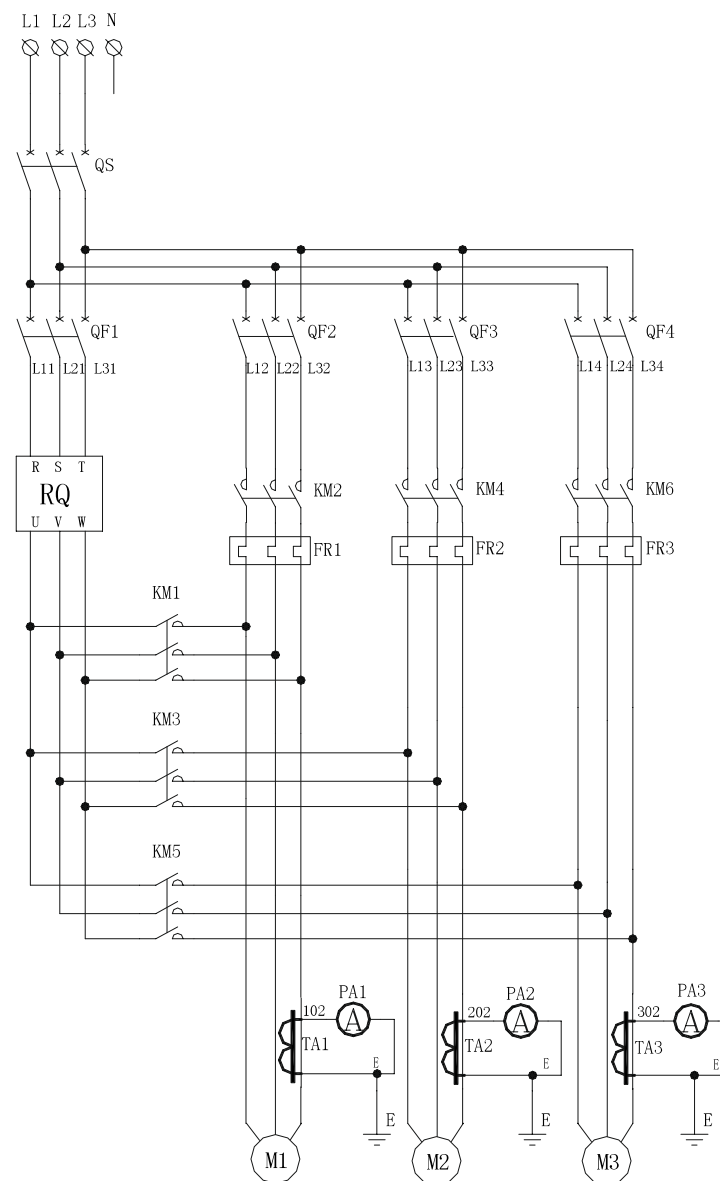 L1 L2 L3 N
QS
QF1 QF2 QF3 QF4
L11 L21 L31 L12 L22 L32 L13 L23 L33 L14 L24 L34
R S T
RQ
U V W
KM2 KM4 KM6
FR1 FR2 FR3
KM1
KM3
KM5
PA1 PA2 PA3
102 A 202 A 302 A
TA1 TA2 TA3
E E E
E E E
M1 M2 M3